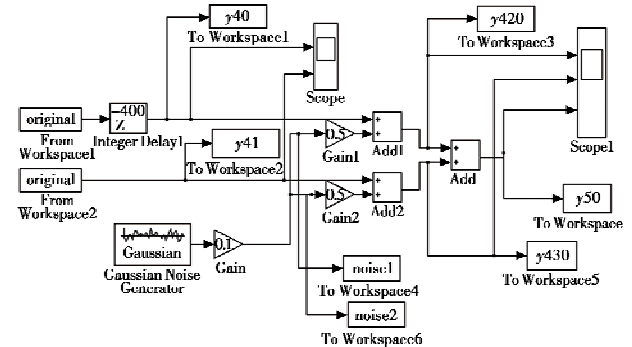 y40
To Workspace1
y420
To Workspace3
Scope
Scope1
original
From
Workspace1
-400
Z
Integer Delay1
y41
To Workspace2
0.5
Gain1
Add1
Add
original
From
Workspace2
0.5
Gain2
Add2
y50
To Workspace
Gaussian
Gaussian Noise
Generator
0.1
Gain
y430
To Workspace5
noise1
To Workspace4
noise2
To Workspace6